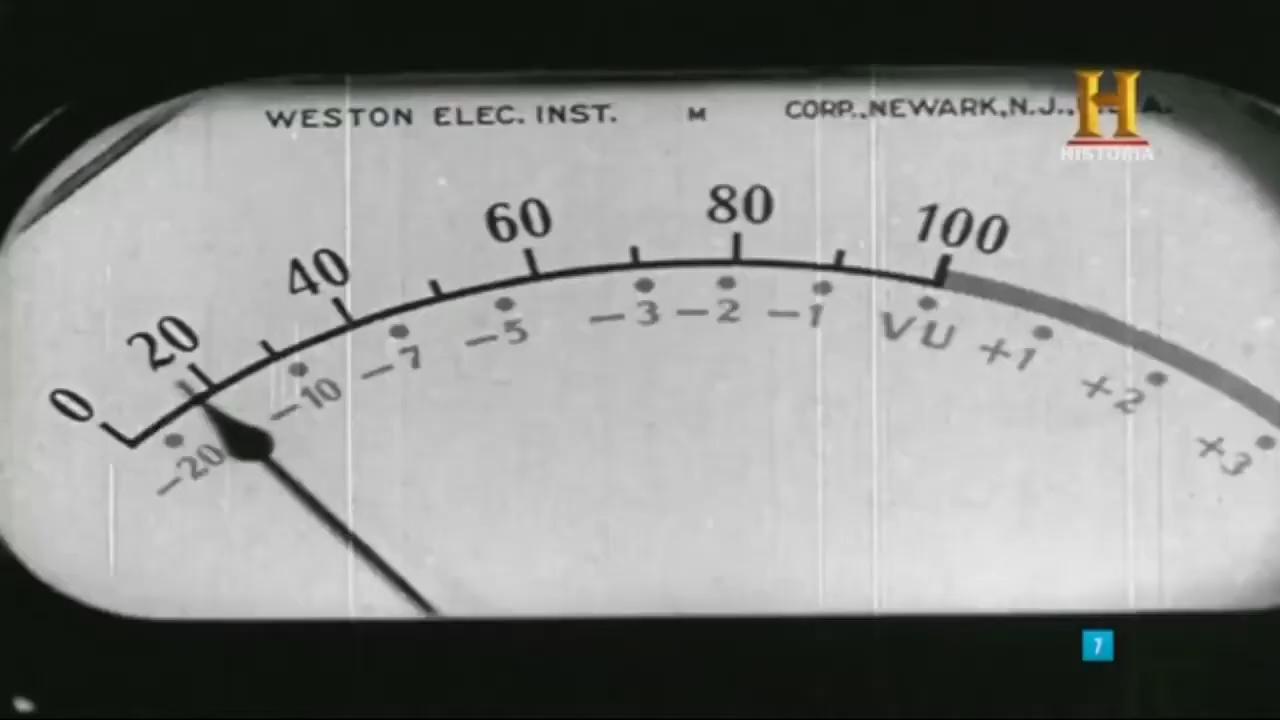 WESTON ELEC. INST. M CORP., NEWARK, N.J.,
H
HISTORIA
0 20 40 60 80 100
-20 -10 -7 -5 -3 -2 -1 VU +1 +2 +3
7